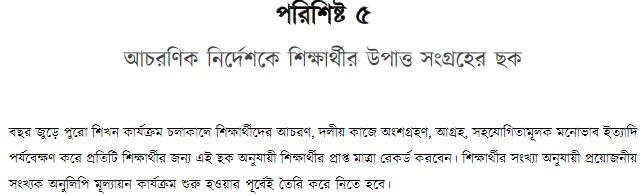 পরিশিষ্ট ৫
আচরণিক নির্দেশকে শিক্ষার্থীর উপাত্ত সংগ্রহের ছক
বছর জুড়ে পুরো শিখন কার্যক্রম চলাকালে শিক্ষার্থীদের আচরণ, দলীয় কাজে অংশগ্রহণ, আগ্রহ, সহযোগিতামূলক মনোভাব ইত্যাদি
পর্যবেক্ষণ করে প্রতিটি শিক্ষার্থীর জন্য এই ছক অনুযায়ী শিক্ষার্থীর প্রাপ্ত মাত্রা রেকর্ড করবেন। শিক্ষার্থীর সংখ্যা অনুযায়ী প্রয়োজনীয়
সংখ্যক অনুলিপি মূল্যায়ন কার্যক্রম শুরু হওয়ার পূর্বেই তৈরি করে নিতে হবে।